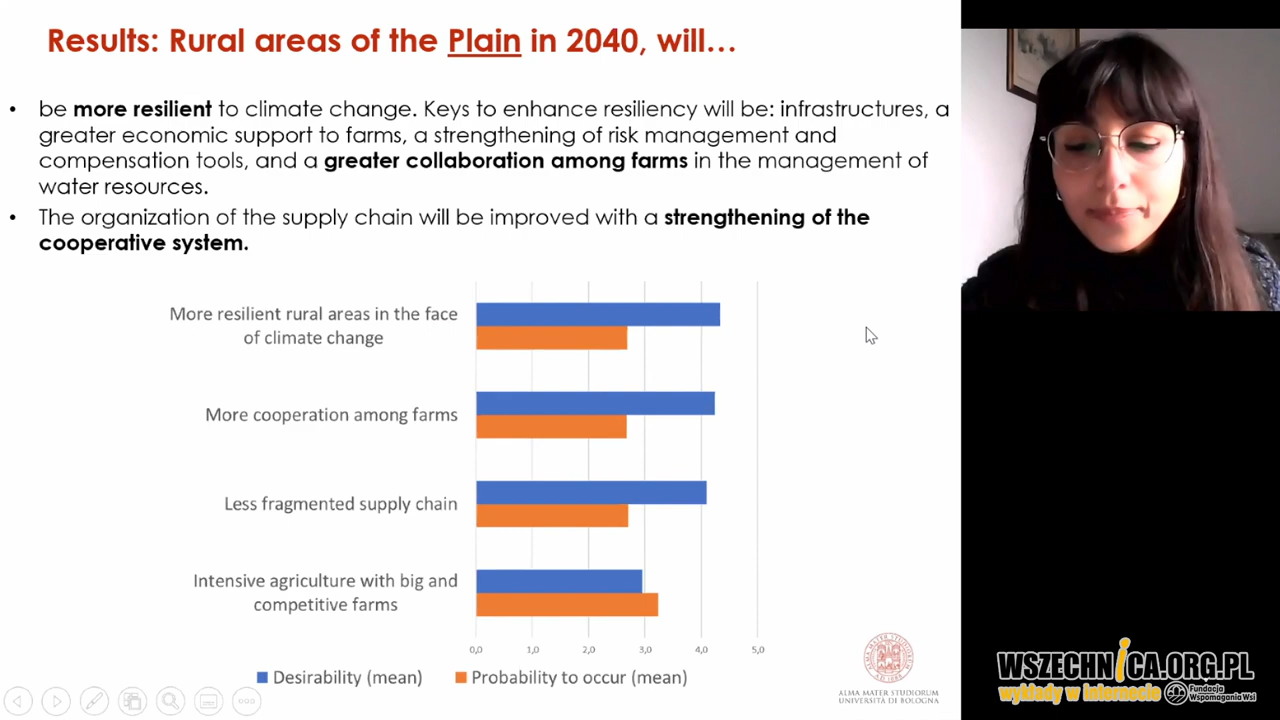 Results: Rural areas of the Plain in 2040, will…
• be more resilient to climate change. Keys to enhance resiliency will be: infrastructures, a
greater economic support to farms, a strengthening of risk management and
compensation tools, and a greater collaboration among farms in the management of
water resources.
• The organization of the supply chain will be improved with a strengthening of the
cooperative system.
More resilient rural areas in the face
of climate change
More cooperation among farms
Less fragmented supply chain
Intensive agriculture with big and
competitive farms
0,0 1,0 2,0 3,0 4,0 5,0
Desirability (mean) Probability to occur (mean)
ALMA MATER STUDIORUM
UNIVERSITÀ DI BOLOGNA
WSZECHNICA.ORG.PL
wykłady w internecie
Fundacja
Wspomagania Wsi